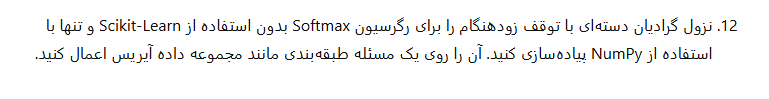 12. نزول گرادیان دسته‌ای با توقف زودهنگام را برای رگرسیون Softmax بدون استفاده از Scikit-Learn و تنها با
استفاده از NumPy پیاده‌سازی کنید. آن را روی یک مسئله طبقه‌بندی مانند مجموعه داده آیریس اعمال کنید.